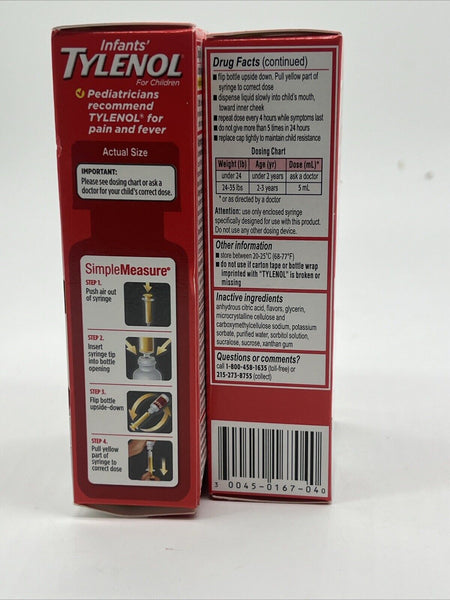 Infants'
TYLENOL®
For Children
Pediatricians
recommend
TYLENOL® for
pain and fever
Actual Size
IMPORTANT:
Please see dosing chart or ask a
doctor for your child's correct dose.
SimpleMeasure®
STEP 1.
Push air out
of syringe
STEP 2.
Insert
syringe tip
into bottle
opening
STEP 3.
Flip bottle
upside-down
STEP 4.
Pull yellow
part of
syringe to
correct dose
Drug Facts (continued)
■ flip bottle upside down. Pull yellow part of
syringe to correct dose
■ dispense liquid slowly into child's mouth,
toward inner cheek
■ repeat dose every 4 hours while symptoms last
■ do not give more than 5 times in 24 hours
■ replace cap tightly to maintain child resistance
Dosing Chart
Weight (lb) Age (yr) Dose (mL)*
under 24 under 2 years ask a doctor
24-35 lbs 2-3 years 5 mL
* or as directed by a doctor
Attention: use only enclosed syringe
specifically designed for use with this product.
Do not use any other dosing device.
Other information
■ store between 20-25°C (68-77°F)
■ do not use if carton tape or bottle wrap
imprinted with "TYLENOL" is broken or
missing
Inactive ingredients
anhydrous citric acid, flavors, glycerin,
microcrystalline cellulose and
carboxymethylcellulose sodium, potassium
sorbate, purified water, sorbitol solution,
sucralose, sucrose, xanthan gum
Questions or comments?
call 1-800-458-1635 (toll-free) or
215-273-8755 (collect)
3 0045-0167-04 0